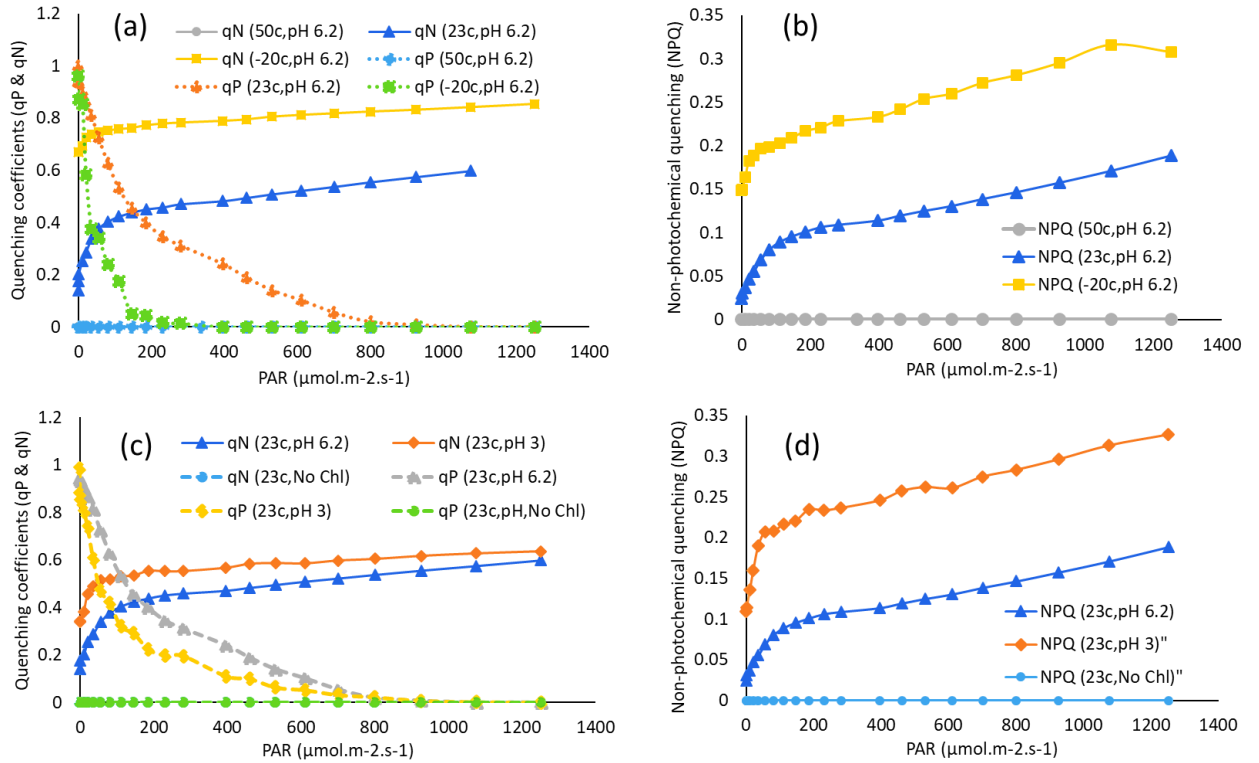 (a)
qN (50c,pH 6.2) qN (23c,pH 6.2)
qN (-20c,pH 6.2) qP (50c,pH 6.2)
qP (23c,pH 6.2) qP (-20c,pH 6.2)
Quenching coefficients (qP & qN)
1.2
1
0.8
0.6
0.4
0.2
0
0 200 400 600 800 1000 1200 1400
PAR (µmol.m-2.s-1)
(b)
Non-photochemical quenching (NPQ)
0.35
0.3
0.25
0.2
0.15
0.1
0.05
0
NPQ (50c,pH 6.2)
NPQ (23c,pH 6.2)
NPQ (-20c,pH 6.2)
0 200 400 600 800 1000 1200 1400
PAR (µmol.m-2.s-1)
(c)
qN (23c,pH 6.2) qN (23c,pH 3)
qN (23c,No Chl) qP (23c,pH 6.2)
qP (23c,pH 3) qP (23c,pH,No Chl)
Quenching coefficients (qP & qN)
1.2
1
0.8
0.6
0.4
0.2
0
0 200 400 600 800 1000 1200 1400
PAR (µmol.m-2.s-1)
(d)
Non-photochemical quenching (NPQ)
0.35
0.3
0.25
0.2
0.15
0.1
0.05
0
NPQ (23c,pH 6.2)
NPQ (23c,pH 3)"
NPQ (23c,No Chl)"
0 200 400 600 800 1000 1200 1400
PAR (µmol.m-2.s-1)